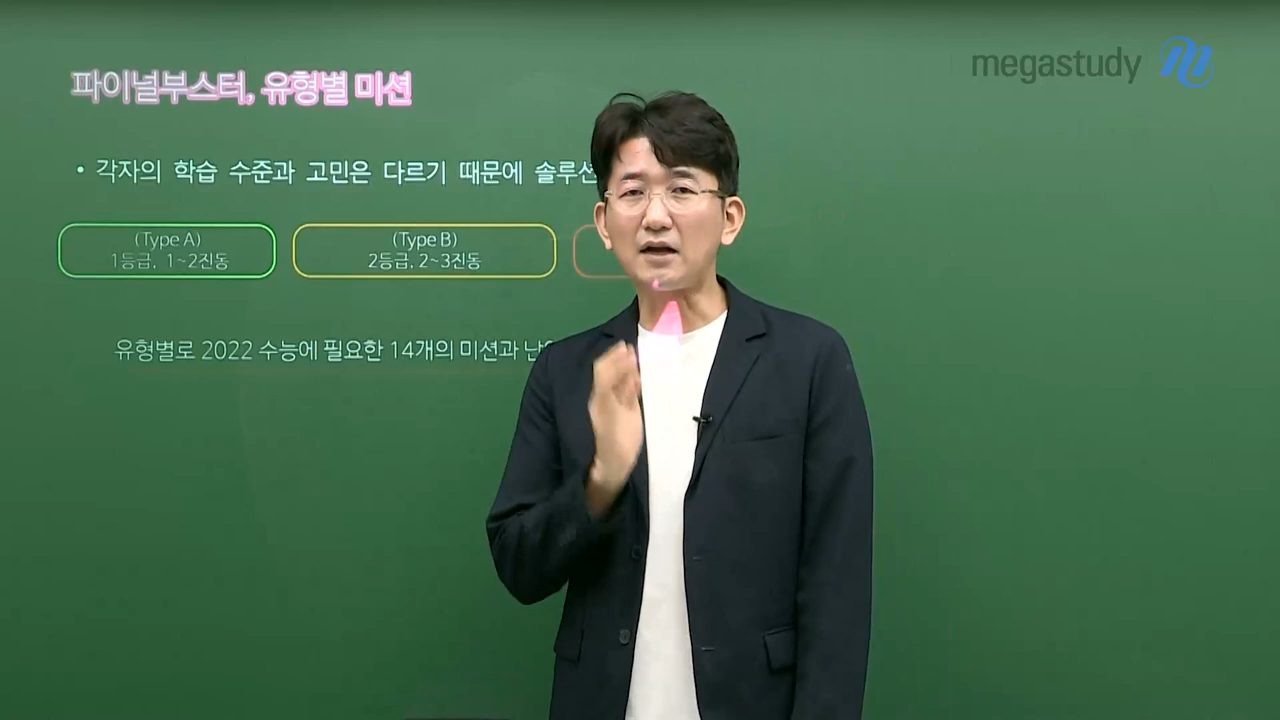 megastudy
파이널부스터, 유형별 미션
• 각자의 학습 수준과 고민은 다르기 때문에 솔루션
(Type A)
1등급, 1~2진동
(Type B)
2등급, 2~3진동
유형별로 2022 수능에 필요한 14개의 미션과